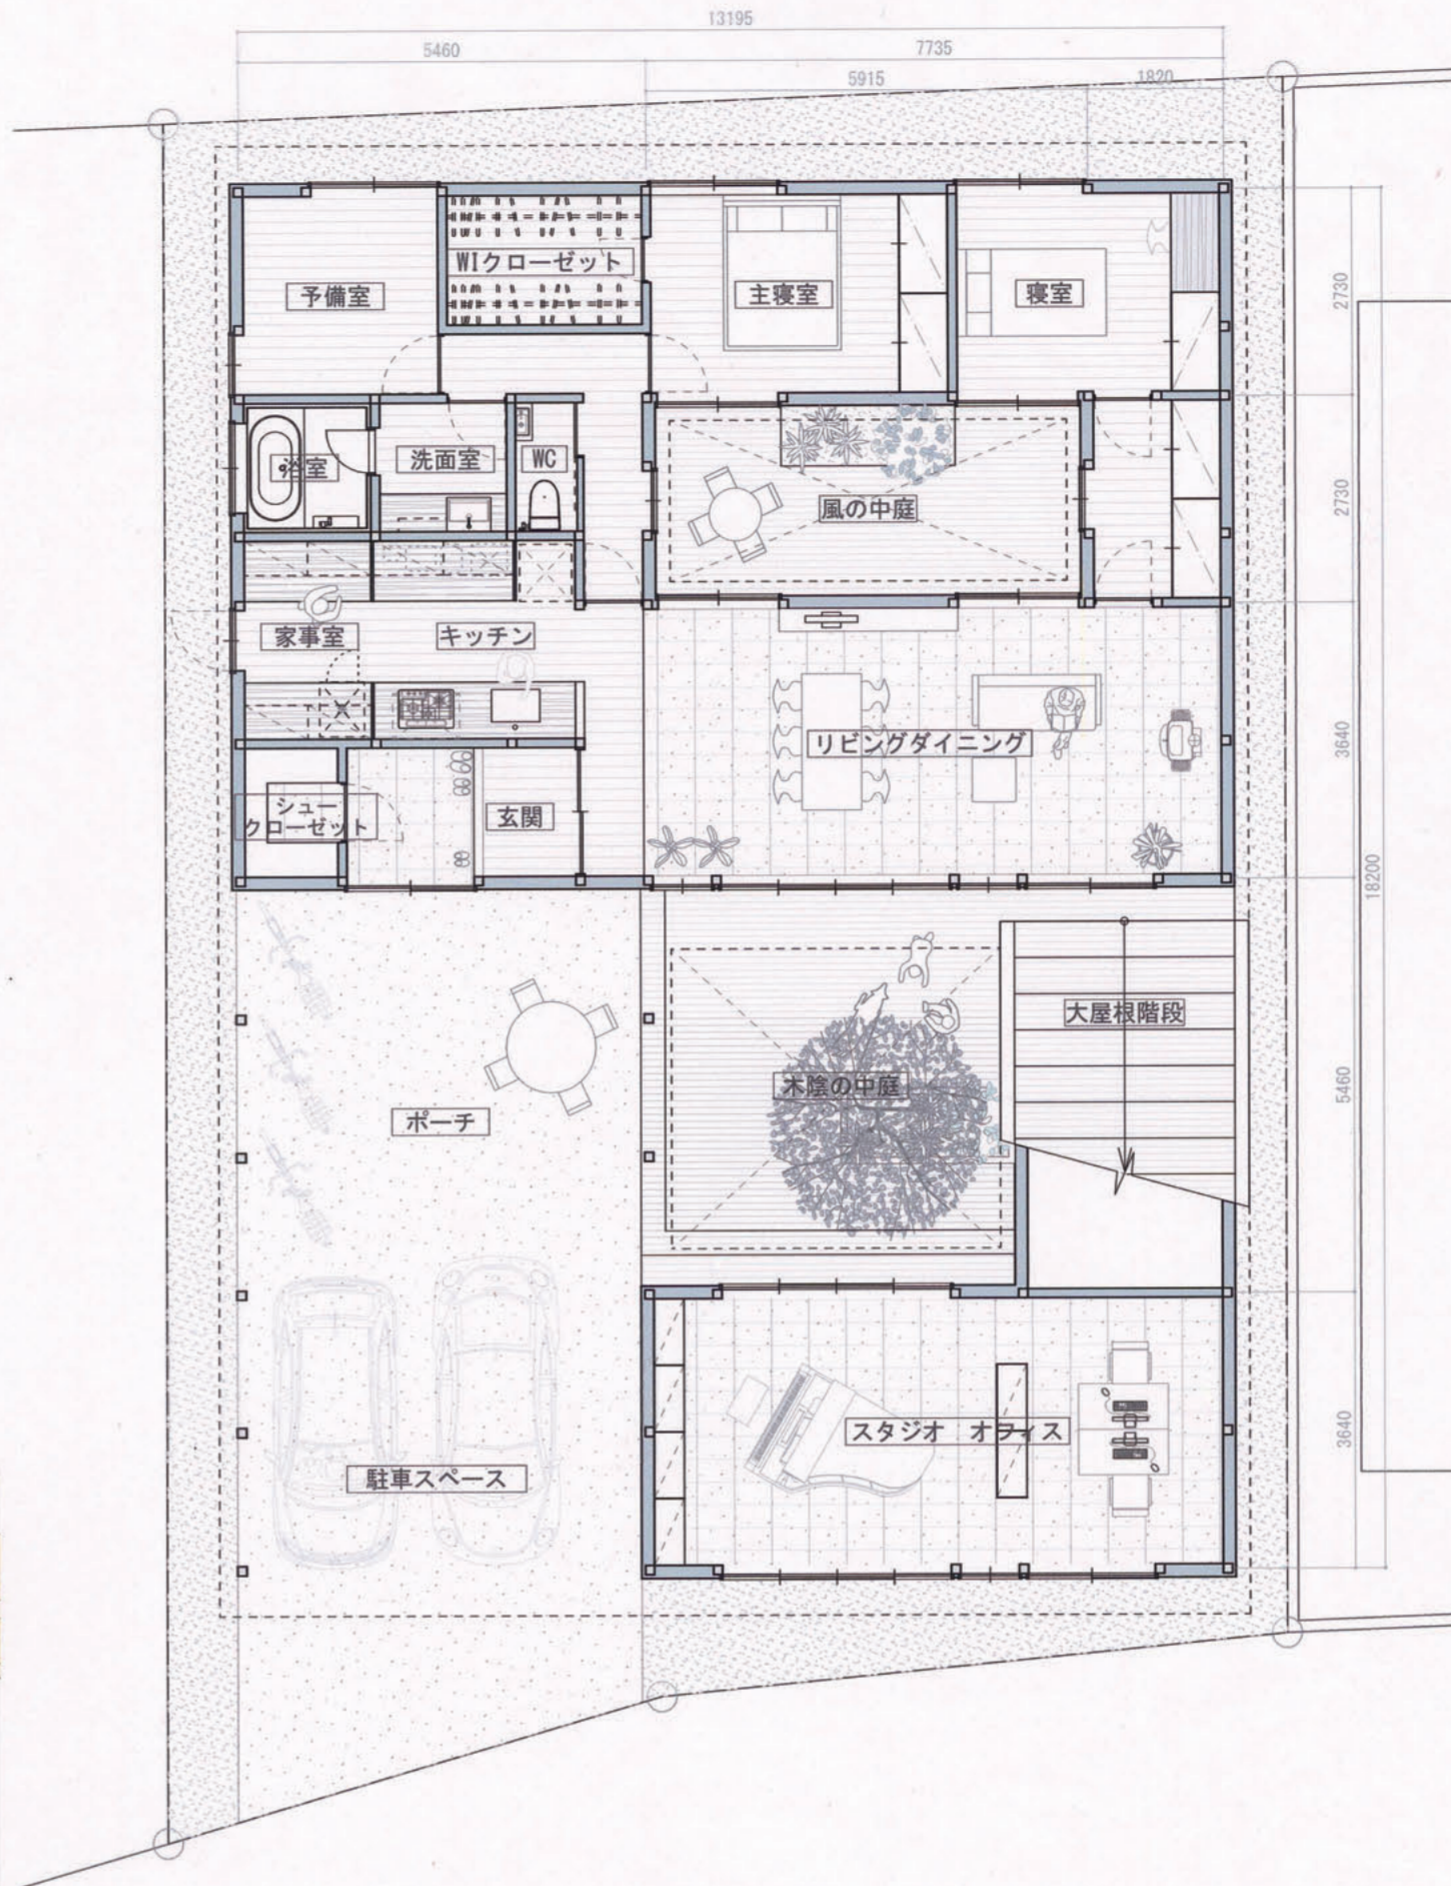 13195
5460
7735
5915
1820
WIクローゼット
予備室
主寝室
寝室
2730
浴室
洗面室
WC
風の中庭
2730
家事室
キッチン
リビングダイニング
3640
シュー
クローゼット
玄関
18200
大屋根階段
木陰の中庭
ポーチ
5460
スタジオ オフィス
3640
駐車スペース